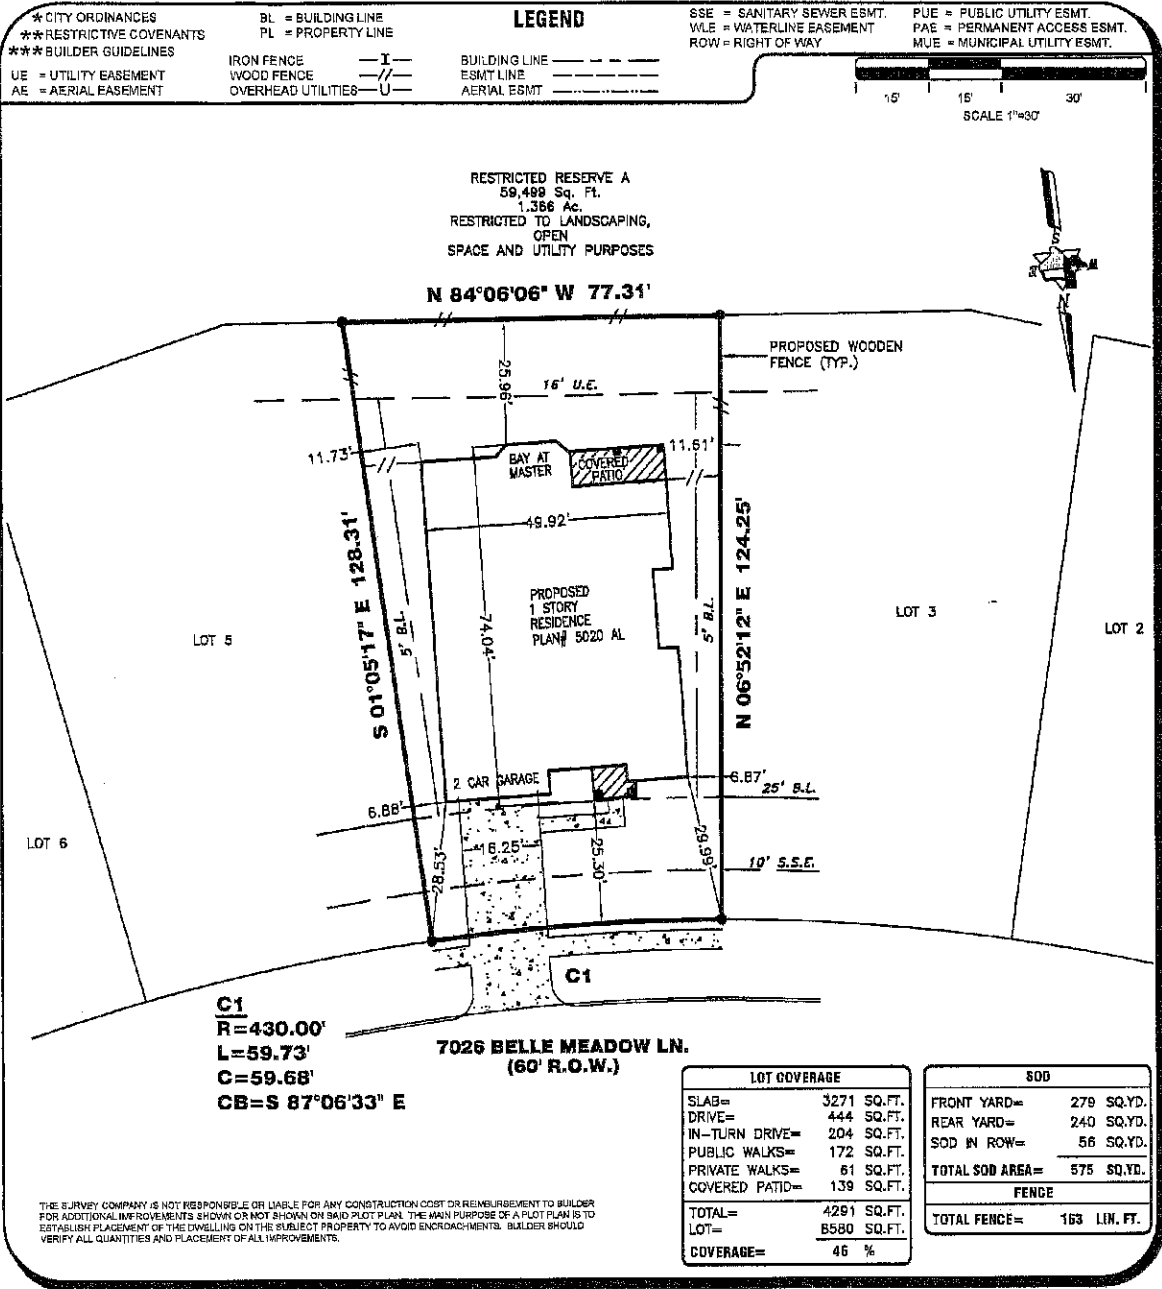 LEGEND
* CITY ORDINANCES
** RESTRICTIVE COVENANTS
*** BUILDER GUIDELINES
UE = UTILITY EASEMENT
AE = AERIAL EASEMENT
BL = BUILDING LINE
PL = PROPERTY LINE
IRON FENCE —I—
WOOD FENCE —//—
OVERHEAD UTILITIES —U—
BUILDING LINE
ESMT LINE
AERIAL ESMT
SSE = SANITARY SEWER ESMT.
WLE = WATERLINE EASEMENT
ROW = RIGHT OF WAY
PUE = PUBLIC UTILITY ESMT.
PAE = PERMANENT ACCESS ESMT.
MUE = MUNICIPAL UTILITY ESMT.
15' 15' 30'
SCALE 1"=30'
RESTRICTED RESERVE A
59,499 Sq. Ft.
1.366 Ac.
RESTRICTED TO LANDSCAPING,
OPEN
SPACE AND UTILITY PURPOSES
S
N
N 84°06'06" W 77.31'
PROPOSED WOODEN
FENCE (TYP.)
25.96'
16' U.E.
11.73'
11.61'
BAY AT
MASTER
COVERED
PATIO
49.92'
S 01°05'17" E 128.31'
N 06°52'12" E 124.25'
5' B.L.
5' B.L.
74.04'
PROPOSED
1 STORY
RESIDENCE
PLAN# 5020 AL
LOT 5
LOT 3
LOT 2
LOT 6
2 CAR GARAGE
6.88'
6.87'
25' B.L.
16.25'
28.53'
25.30'
29.99'
10' S.S.E.
C1
C1
R=430.00'
L=59.73'
C=59.68'
CB=S 87°06'33" E
7026 BELLE MEADOW LN.
(60' R.O.W.)
LOT COVERAGE
SLAB= 3271 SQ.FT.
DRIVE= 444 SQ.FT.
IN-TURN DRIVE= 204 SQ.FT.
PUBLIC WALKS= 172 SQ.FT.
PRIVATE WALKS= 61 SQ.FT.
COVERED PATIO= 139 SQ.FT.
TOTAL= 4291 SQ.FT.
LOT= 8580 SQ.FT.
COVERAGE= 46 %
SOD
FRONT YARD= 279 SQ.YD.
REAR YARD= 240 SQ.YD.
SOD IN ROW= 56 SQ.YD.
TOTAL SOD AREA= 575 SQ.YD.
FENCE
TOTAL FENCE= 163 LIN. FT.
THE SURVEY COMPANY IS NOT RESPONSIBLE OR LIABLE FOR ANY CONSTRUCTION COST OR REIMBURSEMENT TO BUILDER
FOR ADDITIONAL IMPROVEMENTS SHOWN OR NOT SHOWN ON SAID PLOT PLAN. THE MAIN PURPOSE OF A PLOT PLAN IS TO
ESTABLISH PLACEMENT OF THE DWELLING ON THE SUBJECT PROPERTY TO AVOID ENCROACHMENTS. BUILDER SHOULD
VERIFY ALL QUANTITIES AND PLACEMENT OF ALL IMPROVEMENTS.